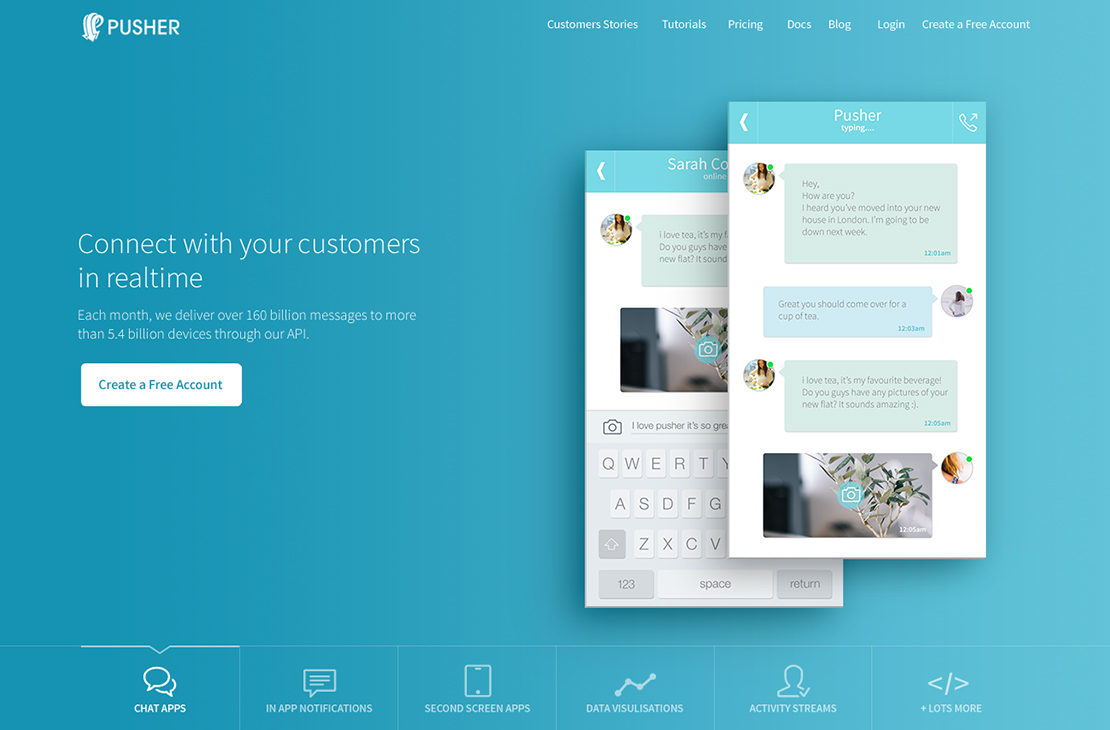 PUSHER
Customers Stories
Tutorials
Pricing
Docs
Blog
Login
Create a Free Account
Connect with your customers
in realtime
Each month, we deliver over 160 billion messages to more
than 5.4 billion devices through our API.
Create a Free Account
Sarah Co
online
i love tea, it's my f
Do you guys have
new flat? It sound
I love pusher it's so grea
Q W E R T Y
A S D F G
Z X C V
123
space
return
Pusher
typing....
Hey,
How are you?
I heard you've moved into your new
house in London. I'm going to be
down next week.
12:01am
Great you should come over for a
cup of tea.
12:03am
i love tea, it's my favourite beverage!
Do you guys have any pictures of your
new flat? It sounds amazing :).
12:05am
12:05am
CHAT APPS
IN APP NOTIFICATIONS
SECOND SCREEN APPS
DATA VISULISATIONS
ACTIVITY STREAMS
</>
+ LOTS MORE